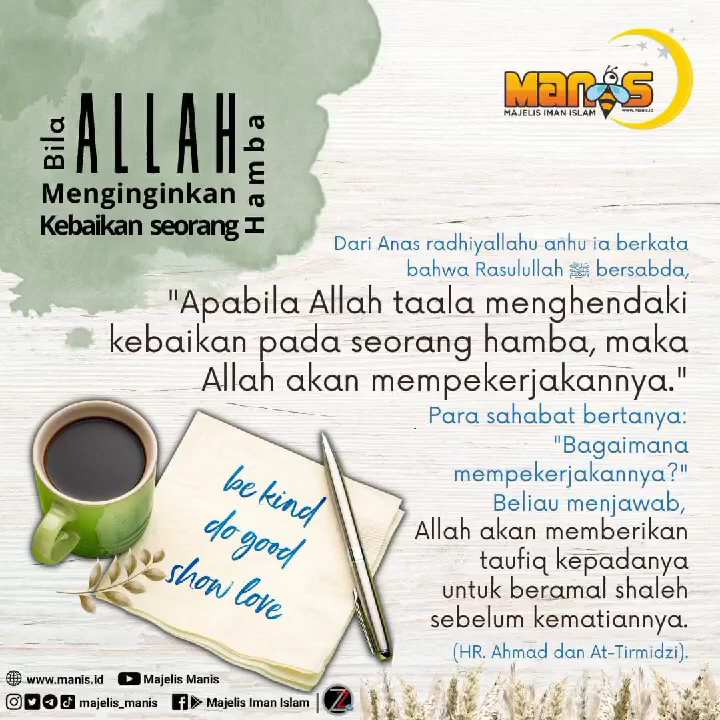 Bila ALLAH
Menginginkan
Kebaikan seorang Hamba
MANIS
MAJELIS IMAN ISLAM
www.manis.id
Dari Anas radhiyallahu anhu ia berkata
bahwa Rasulullah ﷺ bersabda,
"Apabila Allah taala menghendaki
kebaikan pada seorang hamba, maka
Allah akan mempekerjakannya."
Para sahabat bertanya:
"Bagaimana
mempekerjakannya?"
Beliau menjawab,
Allah akan memberikan
taufiq kepadanya
untuk beramal shaleh
sebelum kematiannya.
(HR. Ahmad dan At-Tirmidzi).
be kind
do good
show love
www.manis.id Majelis Manis
majelis_manis Majelis Iman Islam